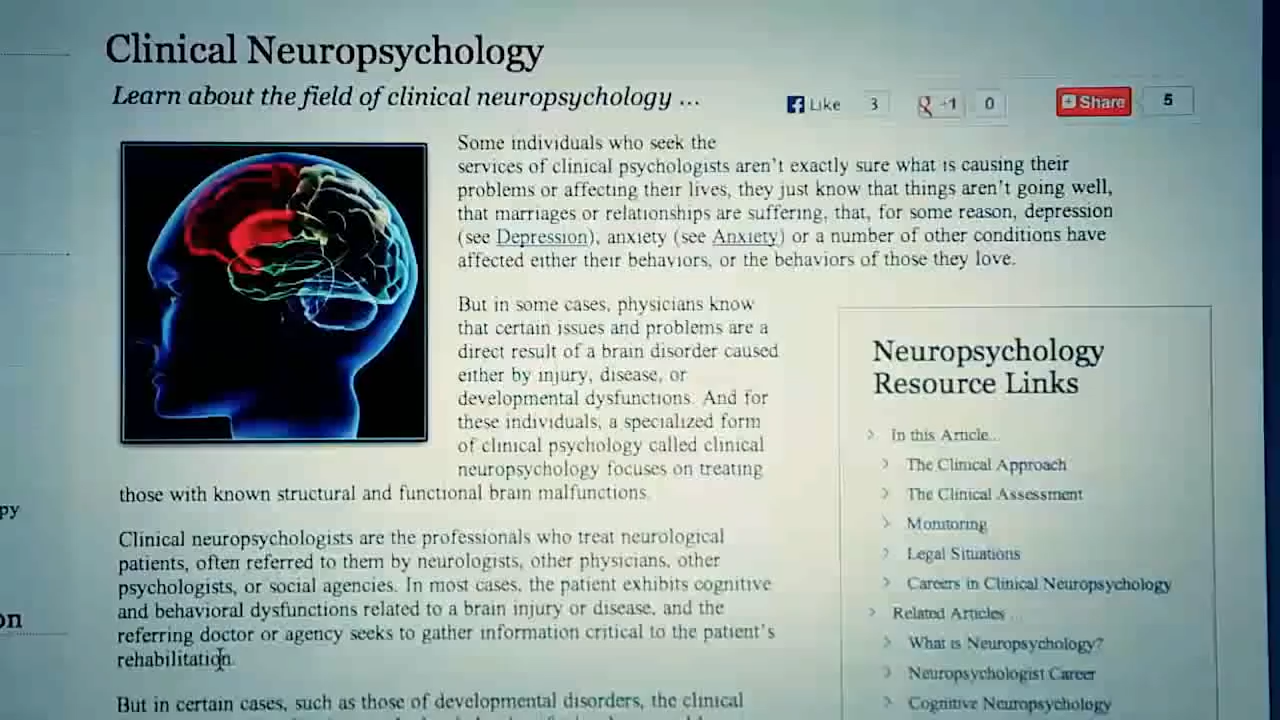 Clinical Neuropsychology
Learn about the field of clinical neuropsychology ...
Like 3
+1 0
Share 5
Some individuals who seek the
services of clinical psychologists aren't exactly sure what is causing their
problems or affecting their lives, they just know that things aren't going well,
that marriages or relationships are suffering, that, for some reason, depression
(see Depression), anxiety (see Anxiety) or a number of other conditions have
affected either their behaviors, or the behaviors of those they love.
But in some cases, physicians know
that certain issues and problems are a
direct result of a brain disorder caused
either by injury, disease, or
developmental dysfunctions. And for
these individuals, a specialized form
of clinical psychology called clinical
neuropsychology focuses on treating
those with known structural and functional brain malfunctions.
Clinical neuropsychologists are the professionals who treat neurological
patients, often referred to them by neurologists, other physicians, other
psychologists, or social agencies. In most cases, the patient exhibits cognitive
and behavioral dysfunctions related to a brain injury or disease, and the
referring doctor or agency seeks to gather information critical to the patient's
rehabilitation.
But in certain cases, such as those of developmental disorders, the clinical
Neuropsychology
Resource Links
In this Article...
The Clinical Approach
The Clinical Assessment
Monitoring
Legal Situations
Careers in Clinical Neuropsychology
Related Articles ...
What is Neuropsychology?
Neuropsychologist Career
Cognitive Neuropsychology
py
on